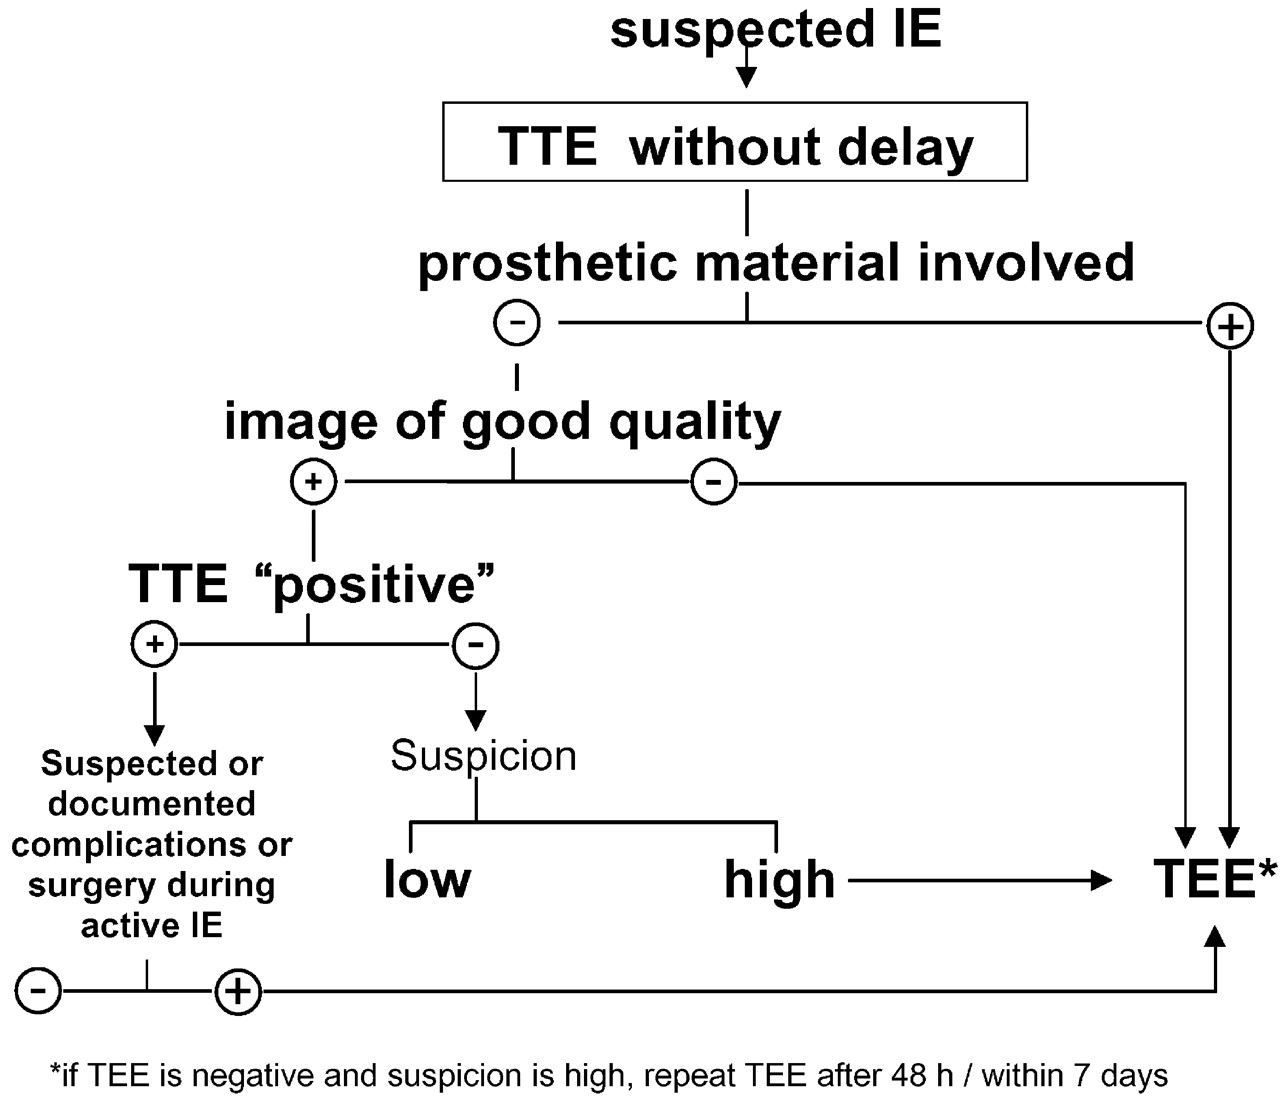 suspected IE
TTE without delay
prosthetic material involved
- +
image of good quality
+ -
TTE “positive”
+ -
Suspected or
documented
complications or
surgery during
active IE
Suspicion
low high TEE*
- +
*if TEE is negative and suspicion is high, repeat TEE after 48 h / within 7 days